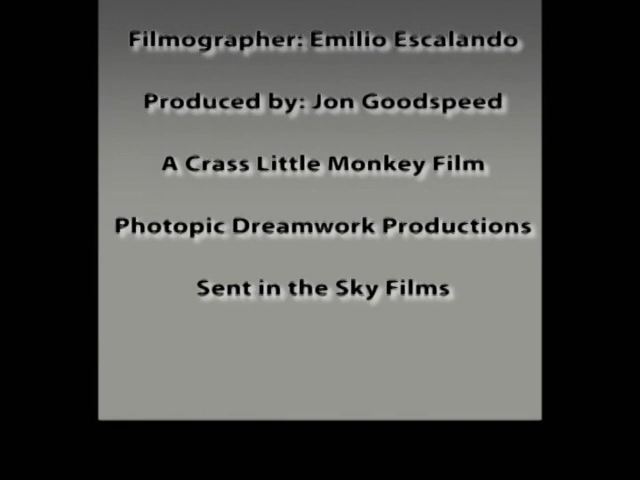 Filmographer: Emilio Escalando
Produced by: Jon Goodspeed
A Crass Little Monkey Film
Photopic Dreamwork Productions
Sent in the Sky Films